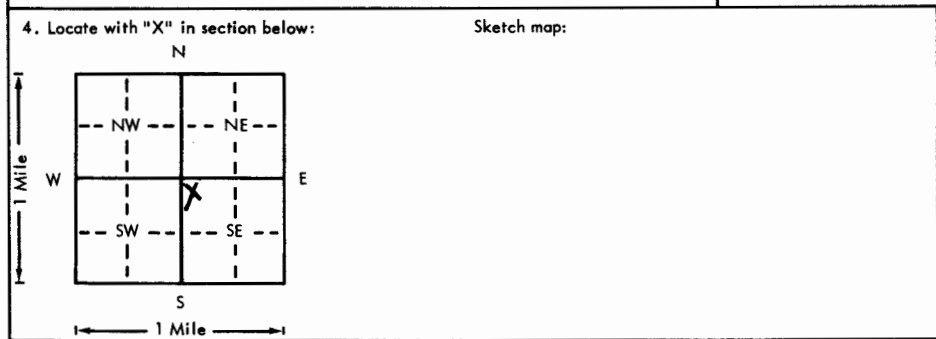 4. Locate with "X" in section below:
Sketch map:
N
NW
NE
1 Mile
W
E
X
SW
SE
S
1 Mile